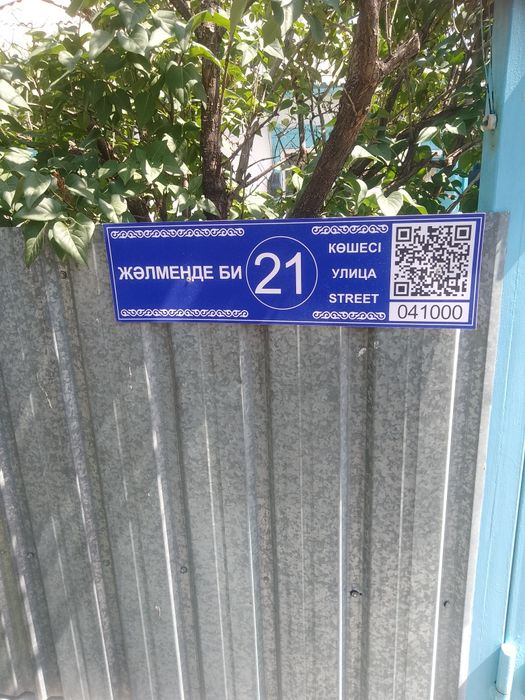 ЖӘЛМЕНДЕ БИ
21
КӨШЕСІ
УЛИЦА
STREET
041000